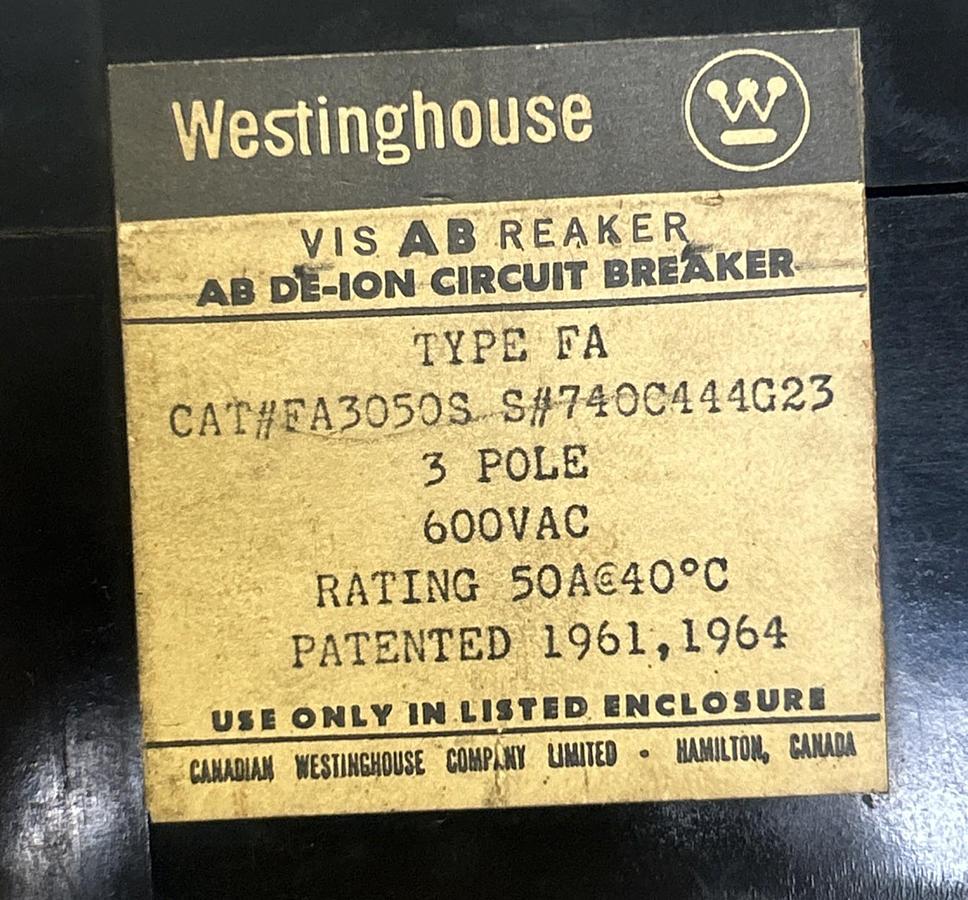 Westinghouse W
VIS AB REAKER
AB DE-ION CIRCUIT BREAKER
TYPE FA
CAT#FA3050S S#740C444G23
3 POLE
600VAC
RATING 50A@40°C
PATENTED 1961,1964
USE ONLY IN LISTED ENCLOSURE
CANADIAN WESTINGHOUSE COMPANY LIMITED - HAMILTON, CANADA